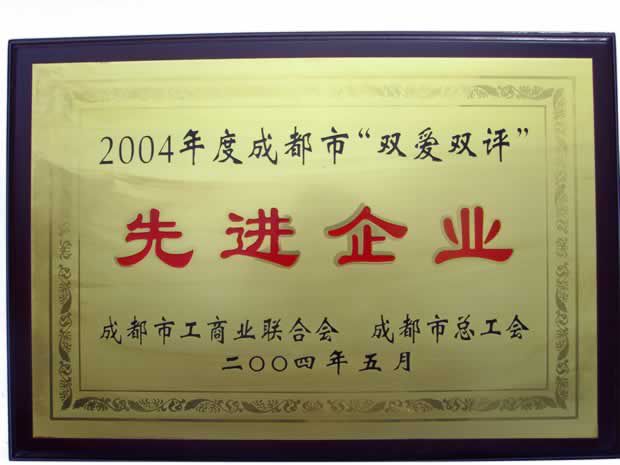 2004年度成都市“双爱双评”
先进企业
成都市工商业联合会 成都市总工会
二〇〇四年五月